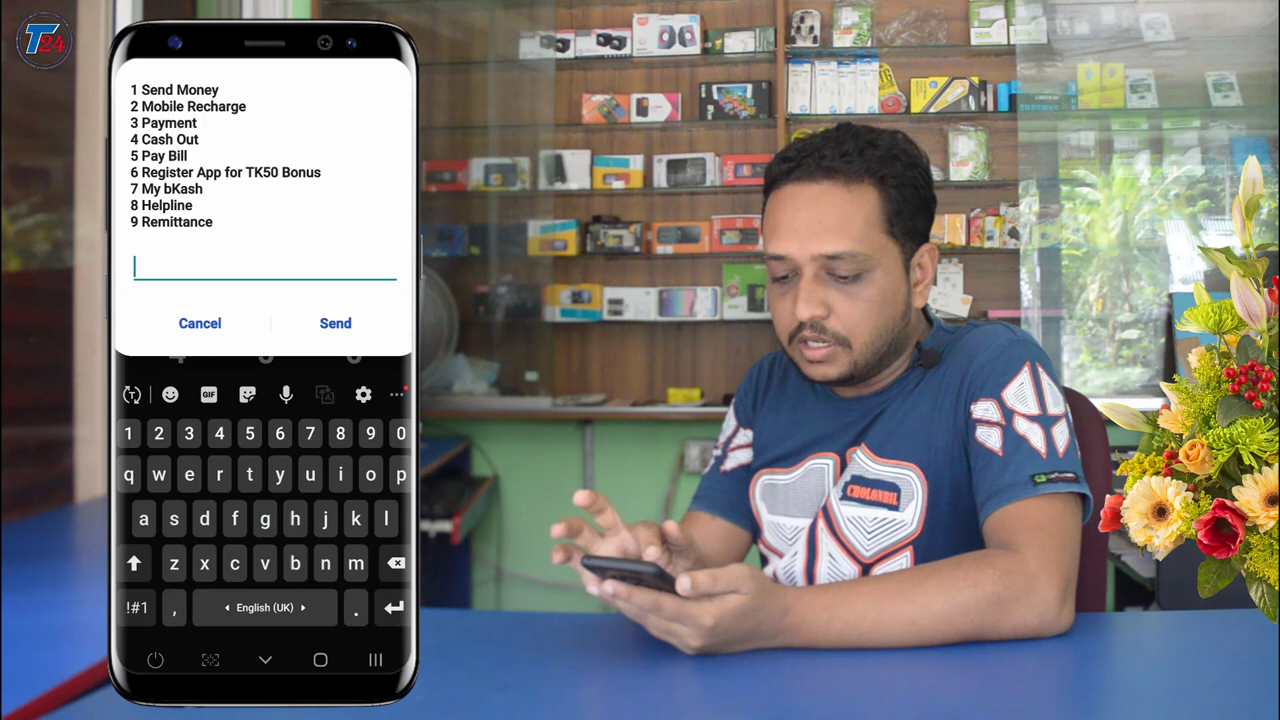 T24
1 Send Money
2 Mobile Recharge
3 Payment
4 Cash Out
5 Pay Bill
6 Register App for TK50 Bonus
7 My bKash
8 Helpline
9 Remittance
Cancel Send
GIF
1 2 3 4 5 6 7 8 9 0
q w e r t y u i o p
a s d f g h j k l
z x c v b n m
!#1 , English (UK) .
CHOLONBIL